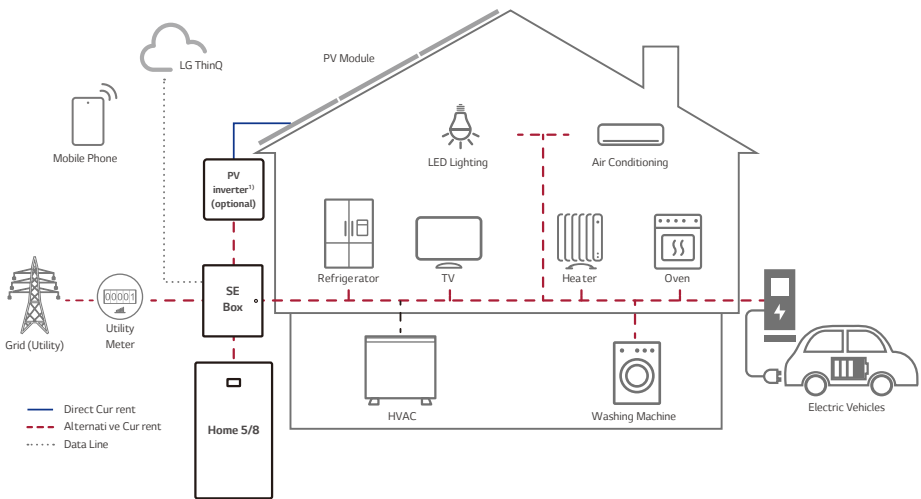 LG ThinQ
PV Module
Mobile Phone
LED Lighting
Air Conditioning
PV
inverter¹⁾
(optional)
Refrigerator
TV
Heater
Oven
SE
Box
00001
Grid (Utility)
Utility
Meter
HVAC
Washing Machine
Electric Vehicles
Home 5/8
Direct Cur rent
Alternati ve Cur rent
Data Line